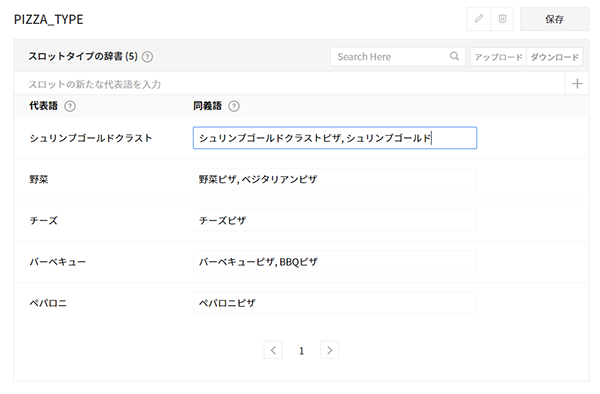 PIZZA_TYPE
保存
スロットタイプの辞書 (5) ?
Search Here
アップロード ダウンロード
スロットの新たな代表語を入力
代表語 ? 同義語 ?
シュリンプゴールドクラスト シュリンプゴールドクラストピザ, シュリンプゴールド
野菜 野菜ピザ, ベジタリアンピザ
チーズ チーズピザ
バーベキュー バーベキューピザ, BBQピザ
ペパロニ ペパロニピザ
1